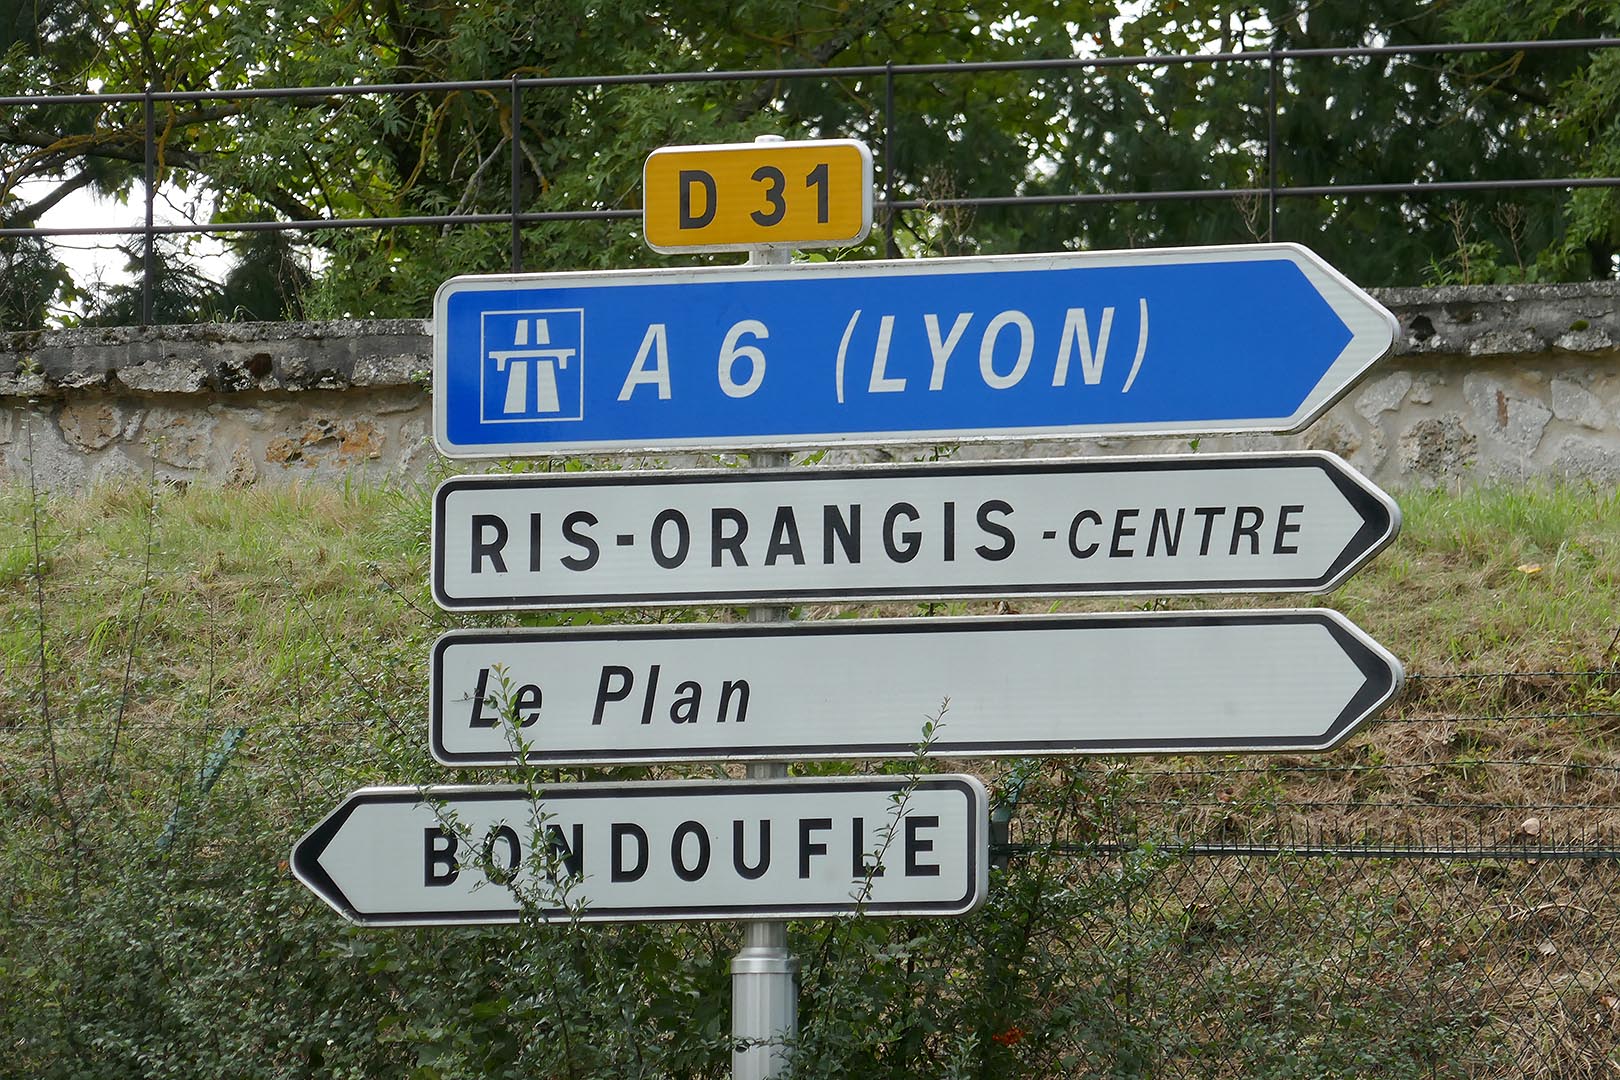 D 31
A 6 (LYON)
RIS-ORANGIS-CENTRE
Le Plan
BONDOUFLE